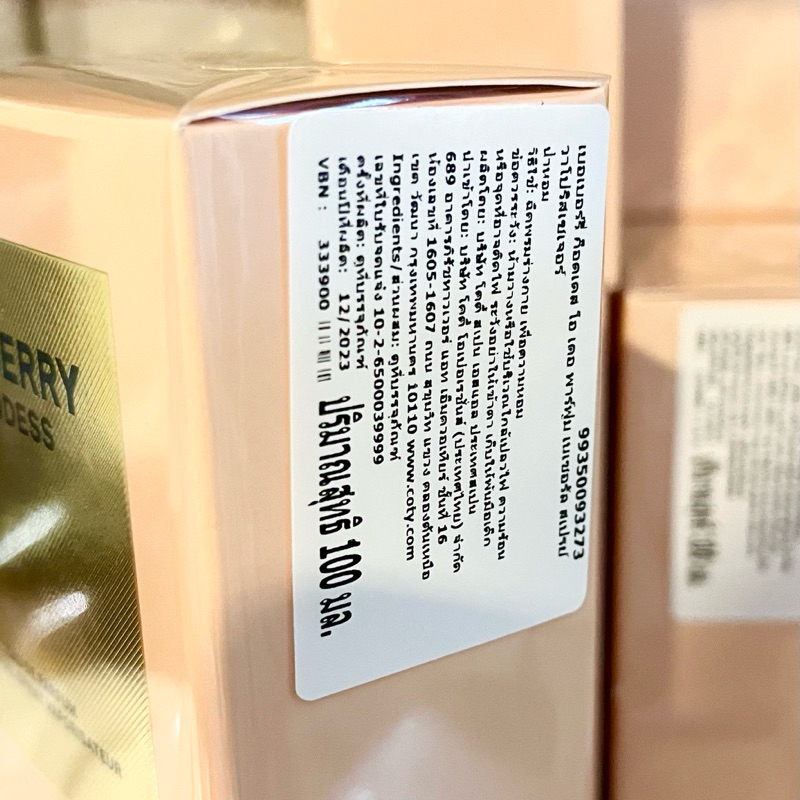 ERRY
DDESS
VAPORISATEUR
99350093273
เบอเบอร์รี่ ก็อดเดส โอ เดอ พาร์ฟูม เนเชอรัล สเปรย์
วาโปริสเซเจอร์
น้ำหอม
วิธีใช้: ฉีดพรมร่างกาย เพื่อความหอม
ข้อควรระวัง: ห้ามวางหรือใช้บริเวณใกล้เปลวไฟ ความร้อน
หรือจุดที่อาจติดไฟ ระวังอย่าให้เข้าตา เก็บให้พ้นมือเด็ก
ผลิตโดย: บริษัท โคตี้ สเปน เอสแอล ประเทศสเปน
นำเข้าโดย: บริษัท โคตี้ โอเปอเรชั่นส์ (ประเทศไทย) จำกัด
689 อาคารภิรัชทาวเวอร์ แอท เอ็มควอเทียร์ ชั้นที่ 16
ห้องเลขที่ 1605-1607 ถนน สุขุมวิท แขวง คลองตันเหนือ
เขต วัฒนา กรุงเทพมหานคร 10110 www.coty.com
Ingredients/ส่วนผสม: ดูที่บรรจุภัณฑ์
เลขที่ใบรับจดแจ้ง 10-2-6500039999
ครั้งที่ผลิต: ดูที่บรรจุภัณฑ์
เดือนปีที่ผลิต: 12/2023
VBN : 333900
ปริมาณสุทธิ 100 มล.